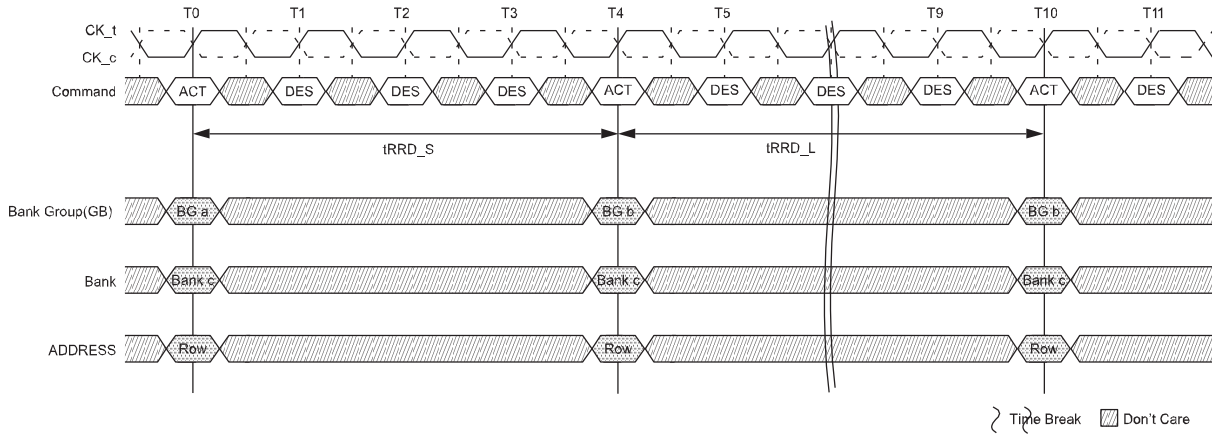 T0 T1 T2 T3 T4 T5 T9 T10 T11
CK_t
CK_c
Command ACT DES DES DES ACT DES DES DES ACT DES
tRRD_S tRRD_L
Bank Group(GB) BG a BG b BG b
Bank Bank c Bank c Bank c
ADDRESS Row Row Row
Time Break Don't Care